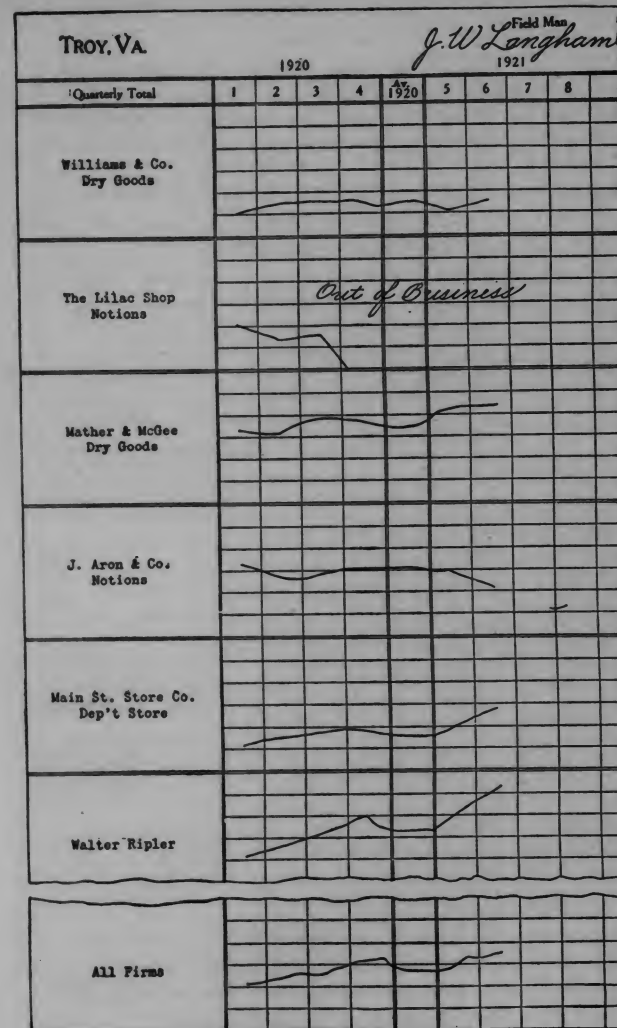 TROY, VA.
Field Man
J. W Langham
1920
1921
Quarterly Total 1 2 3 4 Av. 1920 5 6 7 8
Williams & Co.
Dry Goods
The Lilac Shop
Notions
Out of Business
Mather & McGee
Dry Goods
J. Aron & Co.
Notions
Main St. Store Co.
Dep't Store
Walter Ripler
All Firms